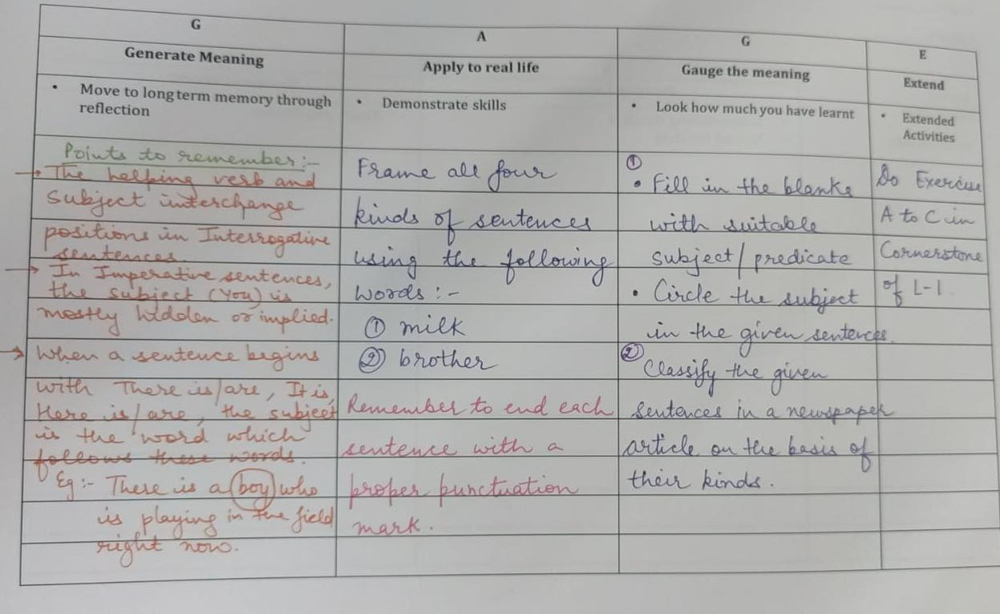 G
Generate Meaning
• Move to long term memory through
reflection
Points to remember :-
→ The helping verb and
subject interchange
positions in Interrogative
sentences.
→ In Imperative sentences,
the subject (You) is
mostly hidden or implied.
→ When a sentence begins
with There is/are, It is,
Here is/are, the subject
is the word which
follows these words.
Eg :- There is a boy who
is playing in the field
right now.
A
Apply to real life
• Demonstrate skills
Frame all four
kinds of sentences
using the following
words :-
① milk
② brother
Remember to end each
sentence with a
proper punctuation
mark.
G
Gauge the meaning
• Look how much you have learnt
①
• Fill in the blanks
with suitable
subject/predicate
• Circle the subject
in the given sentences
②
Classify the given
sentences in a newspaper
article on the basis of
their kinds.
E
Extend
• Extended
Activities
Do Exercise
A to C in
Cornerstone
of L-1